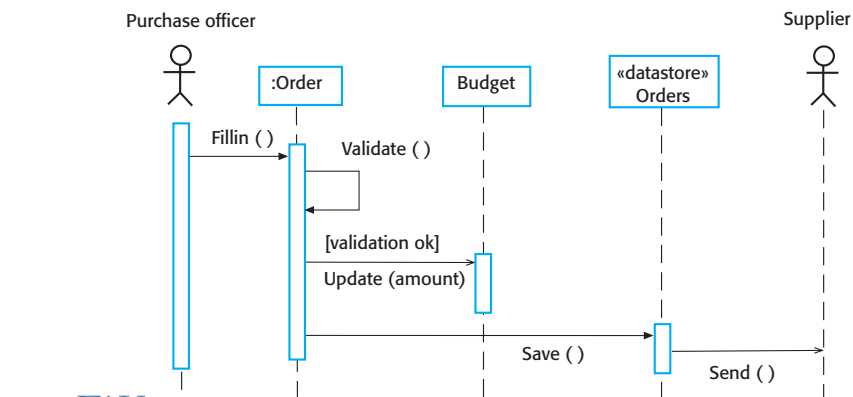 Purchase officer
Supplier
:Order
Budget
«datastore»
Orders
Fillin ( )
Validate ( )
[validation ok]
Update (amount)
Save ( )
Send ( )